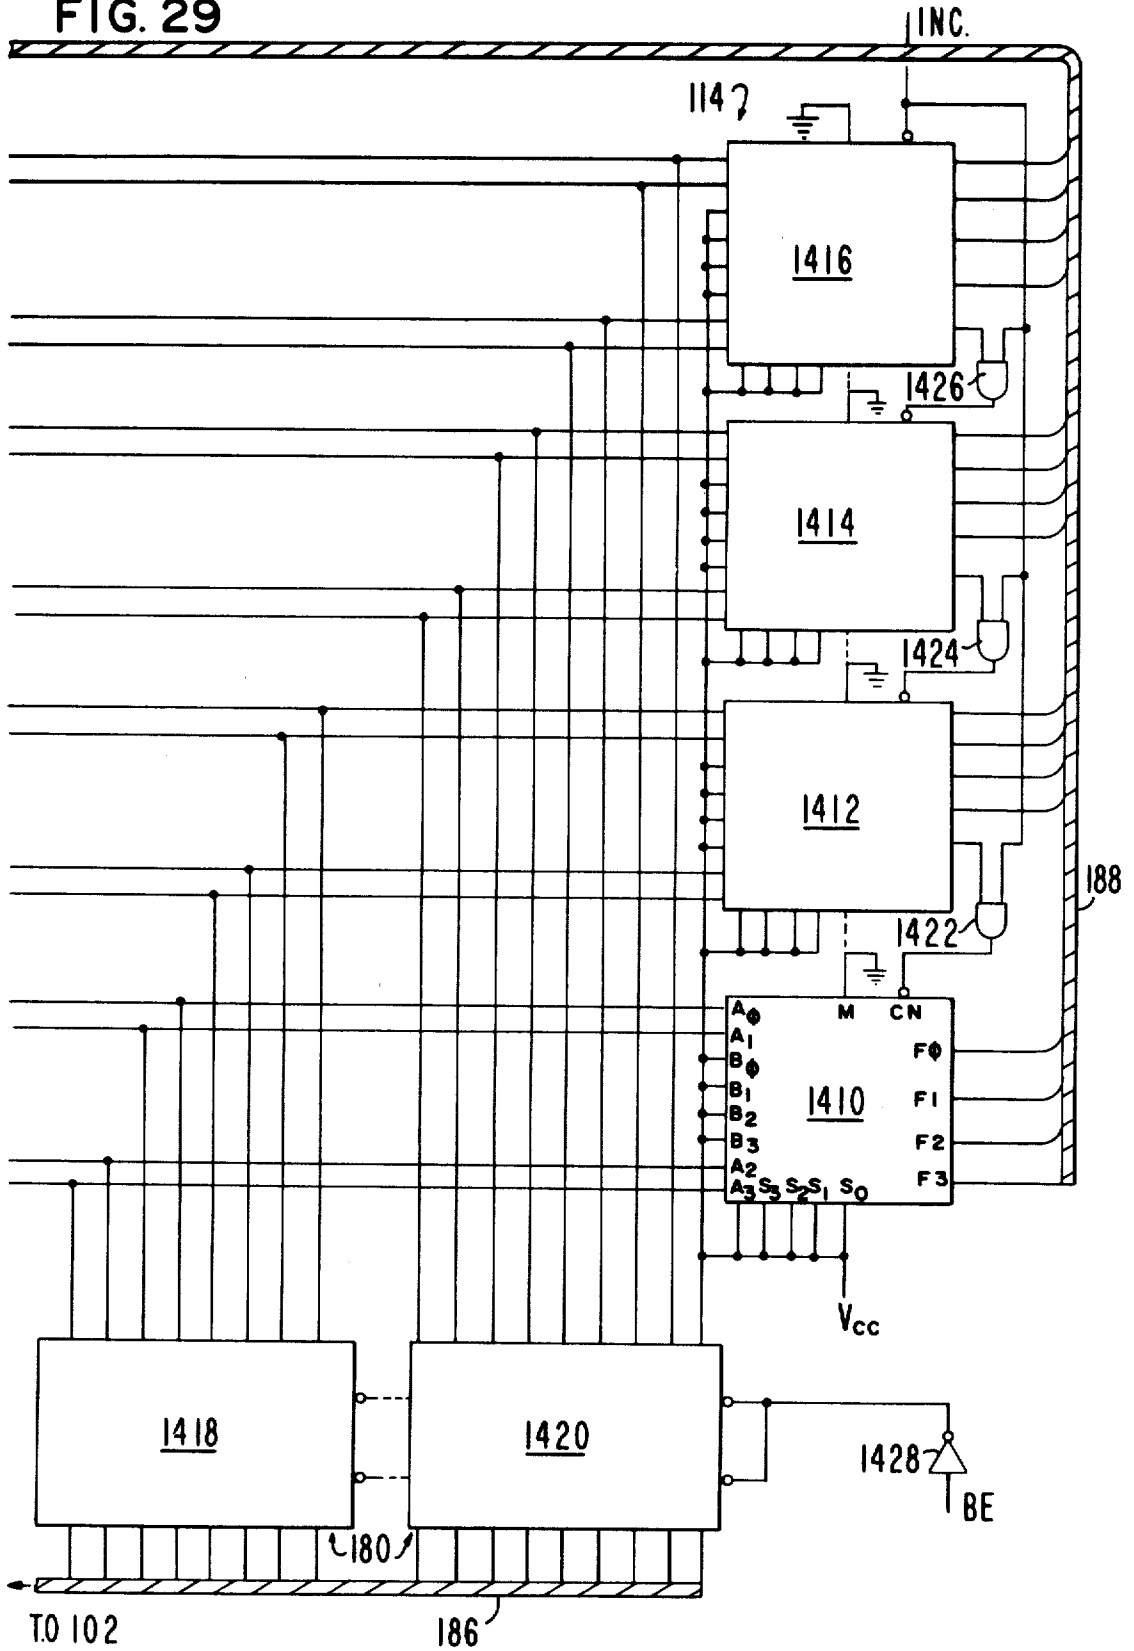 FIG. 29
INC.
114
1416
1426
1414
1424
1412
188
1422
AΦ M CN
A1
BΦ FΦ
B1 1410 F1
B2
B3 F2
A2
A3 S3 S2 S1 S0 F3
Vcc
1418 1420 1428
BE
180
TO 102 186